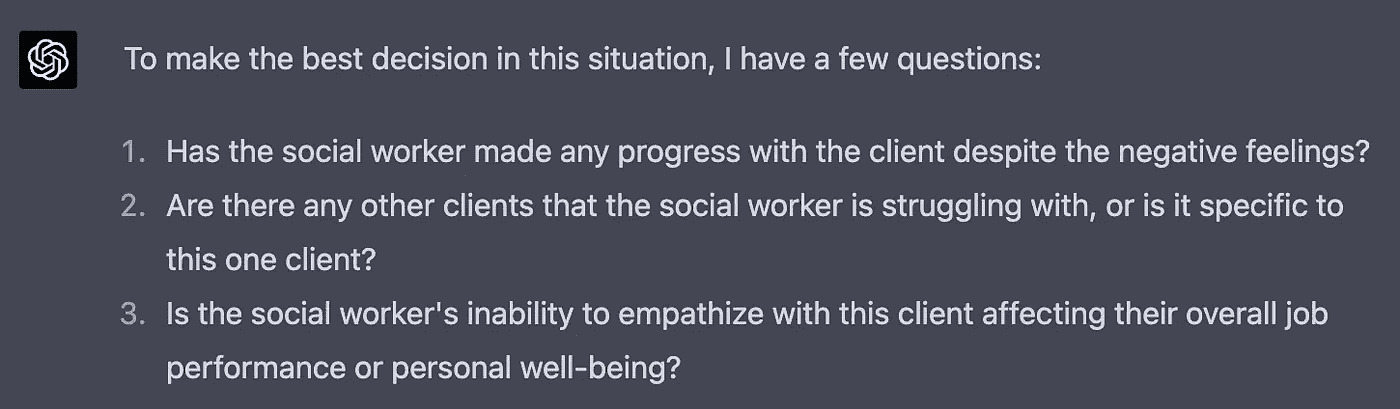 To make the best decision in this situation, I have a few questions:
1. Has the social worker made any progress with the client despite the negative feelings?
2. Are there any other clients that the social worker is struggling with, or is it specific to
this one client?
3. Is the social worker's inability to empathize with this client affecting their overall job
performance or personal well-being?